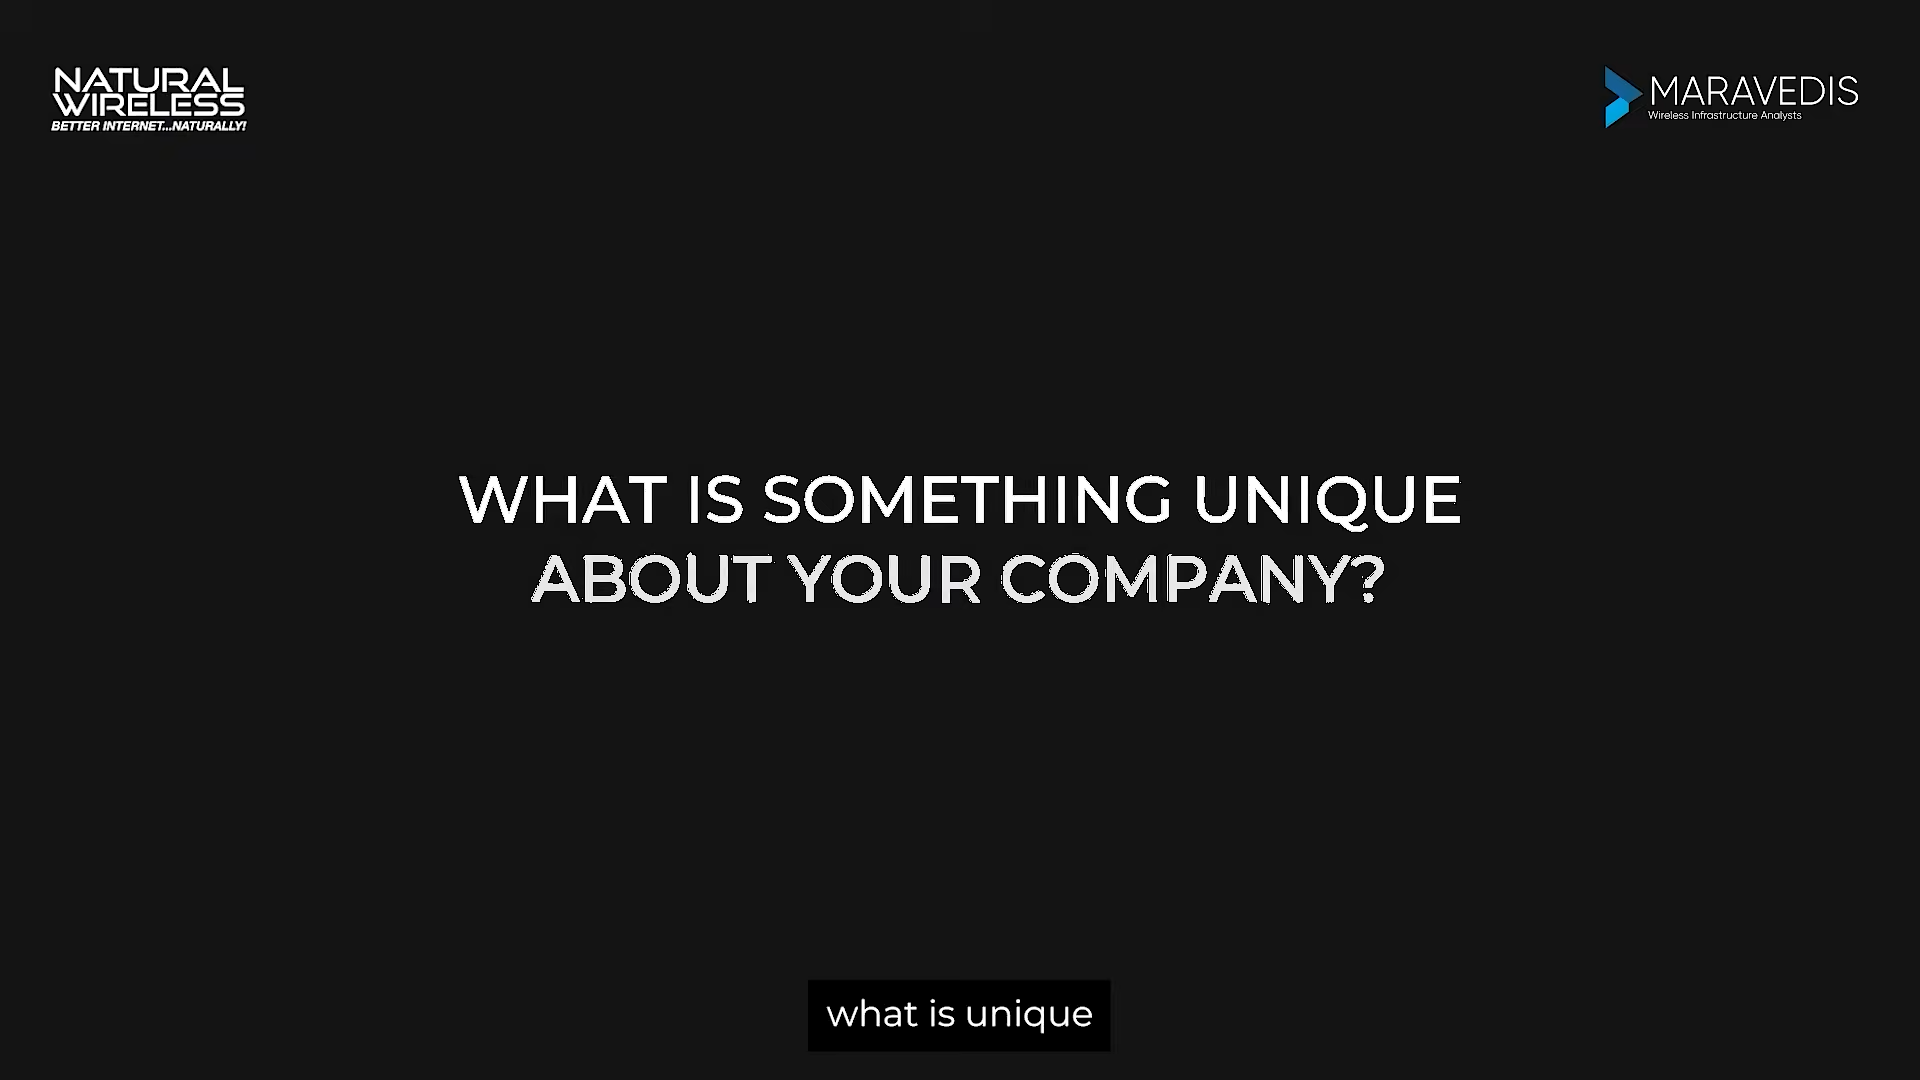 NATURAL
WIRELESS
BETTER INTERNET...NATURALLY!
MARAVEDIS
Wireless Infrastructure Analysts
WHAT IS SOMETHING UNIQUE
ABOUT YOUR COMPANY?
what is unique